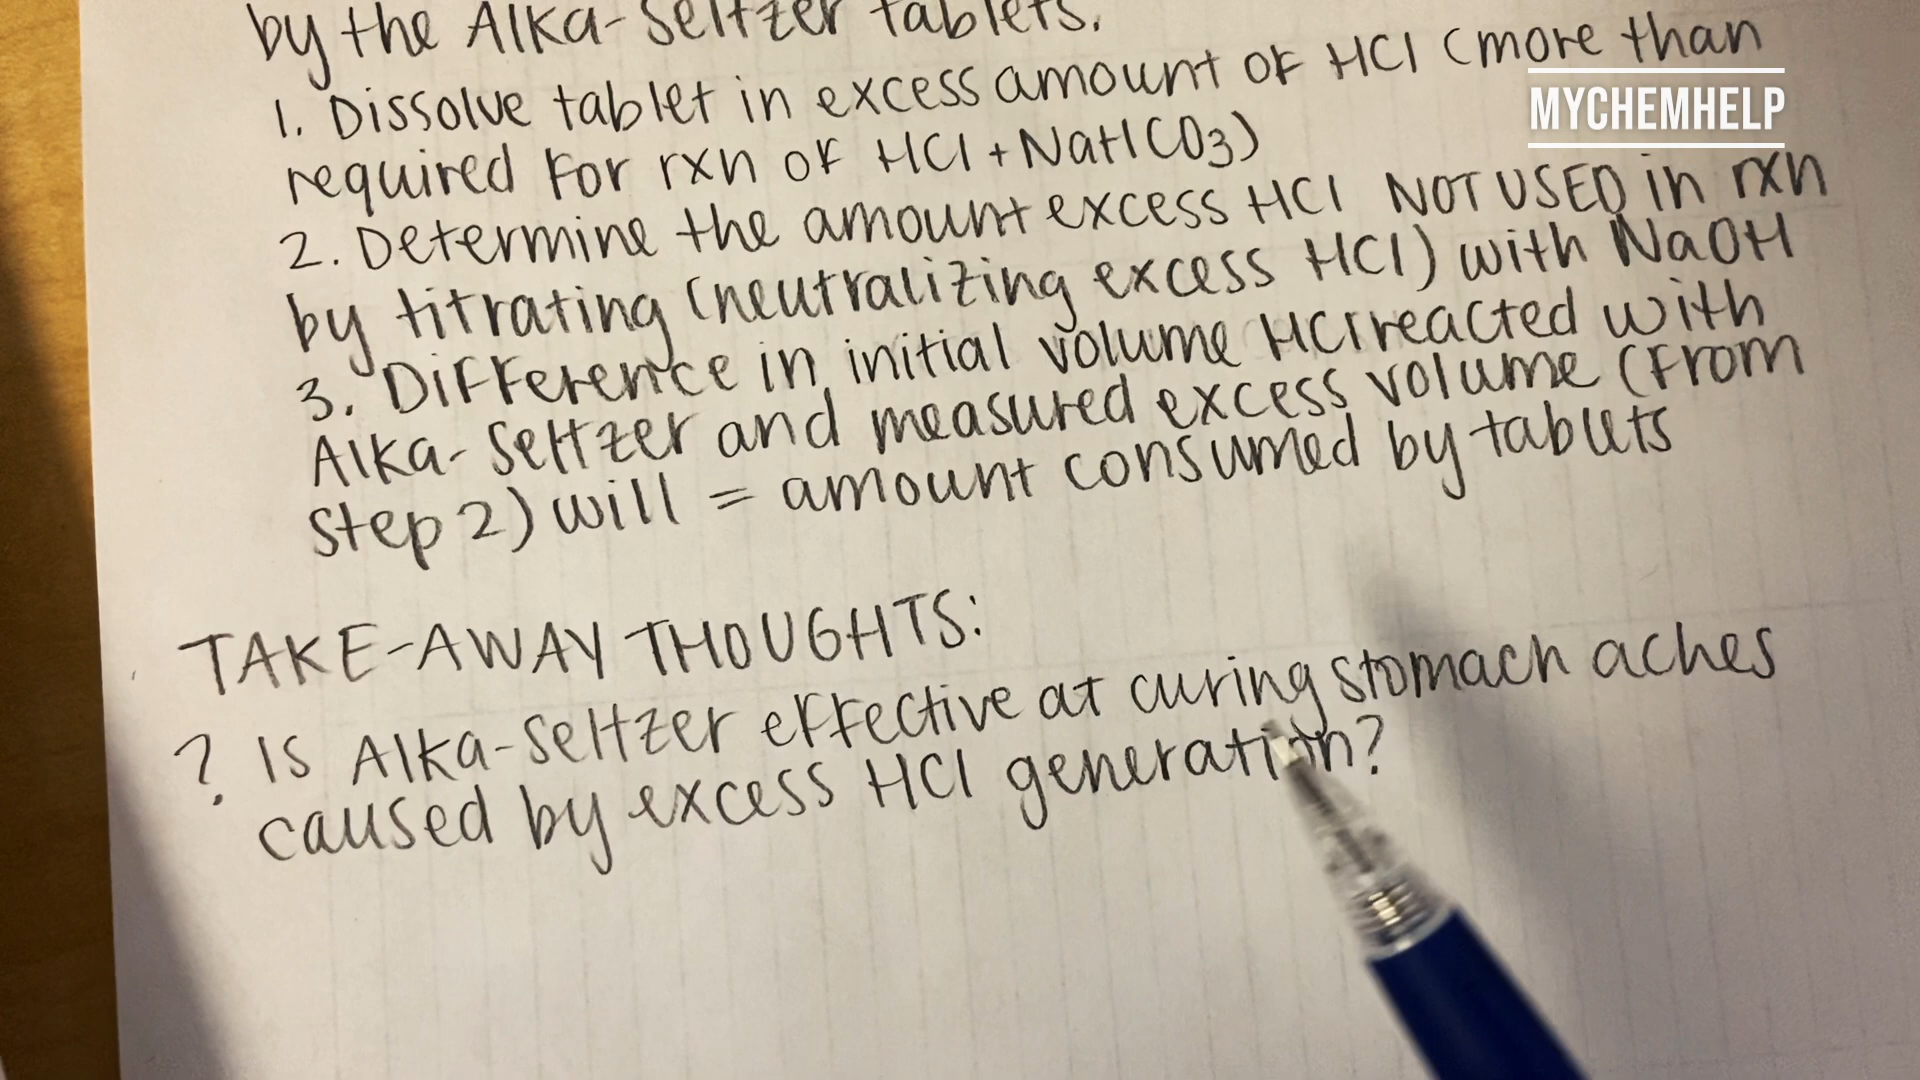 by the Alka-Seltzer tablets.
1. Dissolve tablet in excess amount of HCl (more than
required for rxn of HCl + NaHCO3)
2. Determine the amount excess HCl NOT USED in rxn
by titrating (neutralizing excess HCl) with NaOH
3. Difference in initial volume HCl reacted with
Alka-Seltzer and measured excess volume (from
step 2) will = amount consumed by tablets
TAKE-AWAY THOUGHTS:
? Is Alka-Seltzer effective at curing stomach aches
caused by excess HCl generation?
MYCHEMHELP